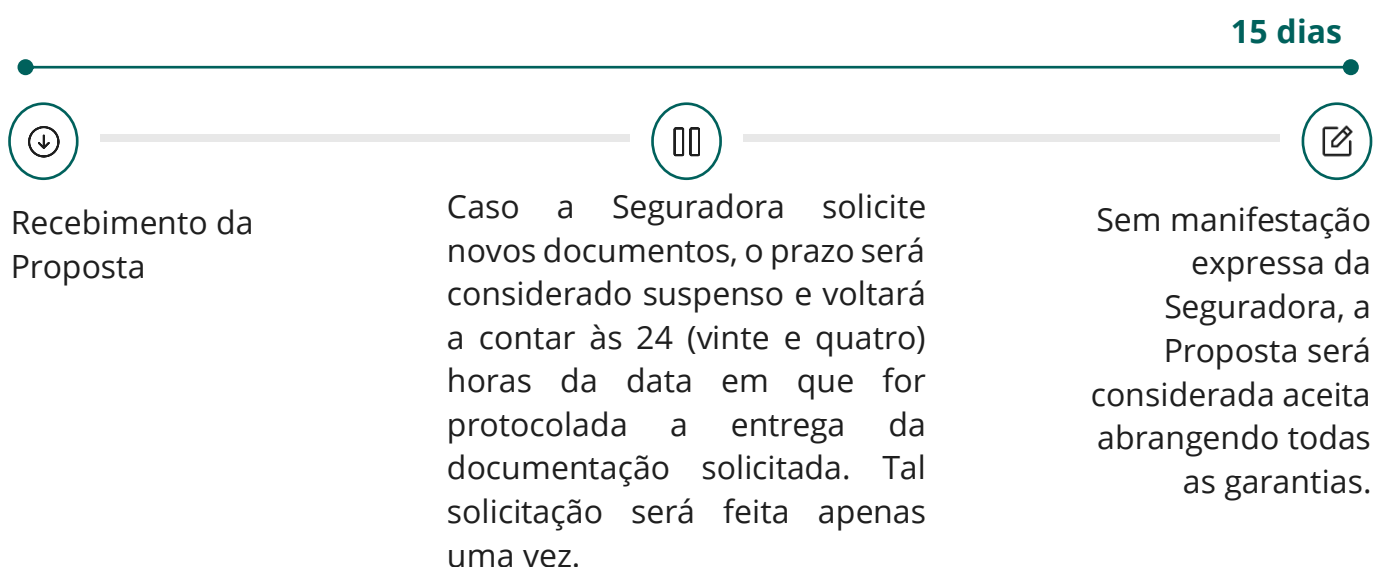 15 dias
Recebimento da
Proposta
Caso a Seguradora solicite
novos documentos, o prazo será
considerado suspenso e voltará
a contar às 24 (vinte e quatro)
horas da data em que for
protocolada a entrega da
documentação solicitada. Tal
solicitação será feita apenas
uma vez.
Sem manifestação
expressa da
Seguradora, a
Proposta será
considerada aceita
abrangendo todas
as garantias.